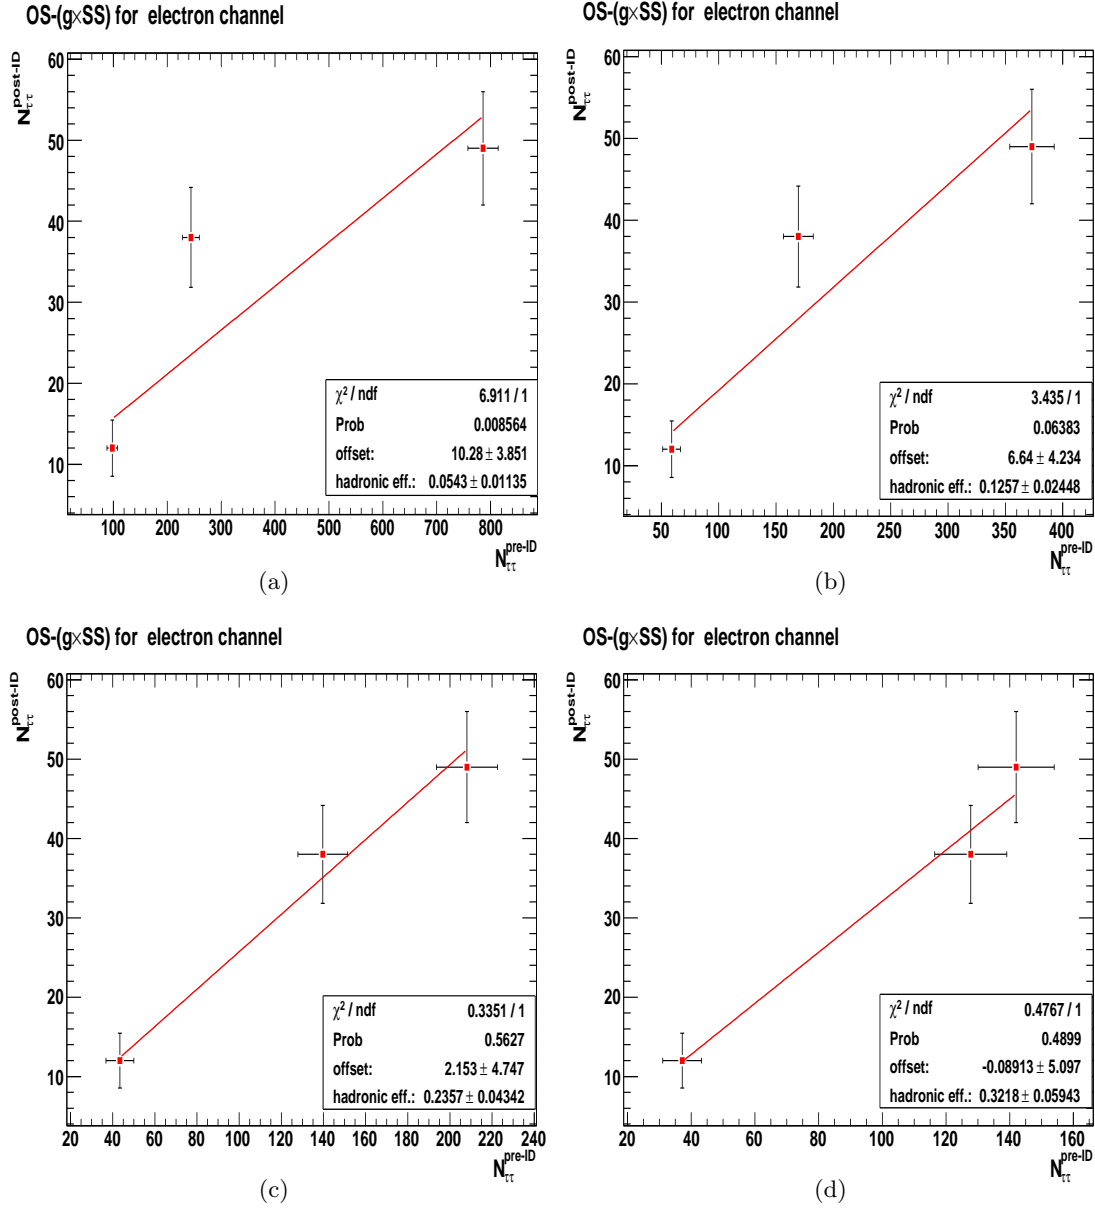 OS-(g×SS) for electron channel
N_ττ^post-ID
60
50
40
30
20
10
χ² / ndf 6.911 / 1
Prob 0.008564
offset: 10.28 ± 3.851
hadronic eff.: 0.0543 ± 0.01135
100 200 300 400 500 600 700 800
N_ττ^pre-ID
(a)
OS-(g×SS) for electron channel
N_ττ^post-ID
60
50
40
30
20
10
χ² / ndf 3.435 / 1
Prob 0.06383
offset: 6.64 ± 4.234
hadronic eff.: 0.1257 ± 0.02448
50 100 150 200 250 300 350 400
N_ττ^pre-ID
(b)
OS-(g×SS) for electron channel
N_ττ^post-ID
60
50
40
30
20
10
χ² / ndf 0.3351 / 1
Prob 0.5627
offset: 2.153 ± 4.747
hadronic eff.: 0.2357 ± 0.04342
20 40 60 80 100 120 140 160 180 200 220 240
N_ττ^pre-ID
(c)
OS-(g×SS) for electron channel
N_ττ^post-ID
60
50
40
30
20
10
χ² / ndf 0.4767 / 1
Prob 0.4899
offset: -0.08913 ± 5.097
hadronic eff.: 0.3218 ± 0.05943
20 40 60 80 100 120 140 160
N_ττ^pre-ID
(d)